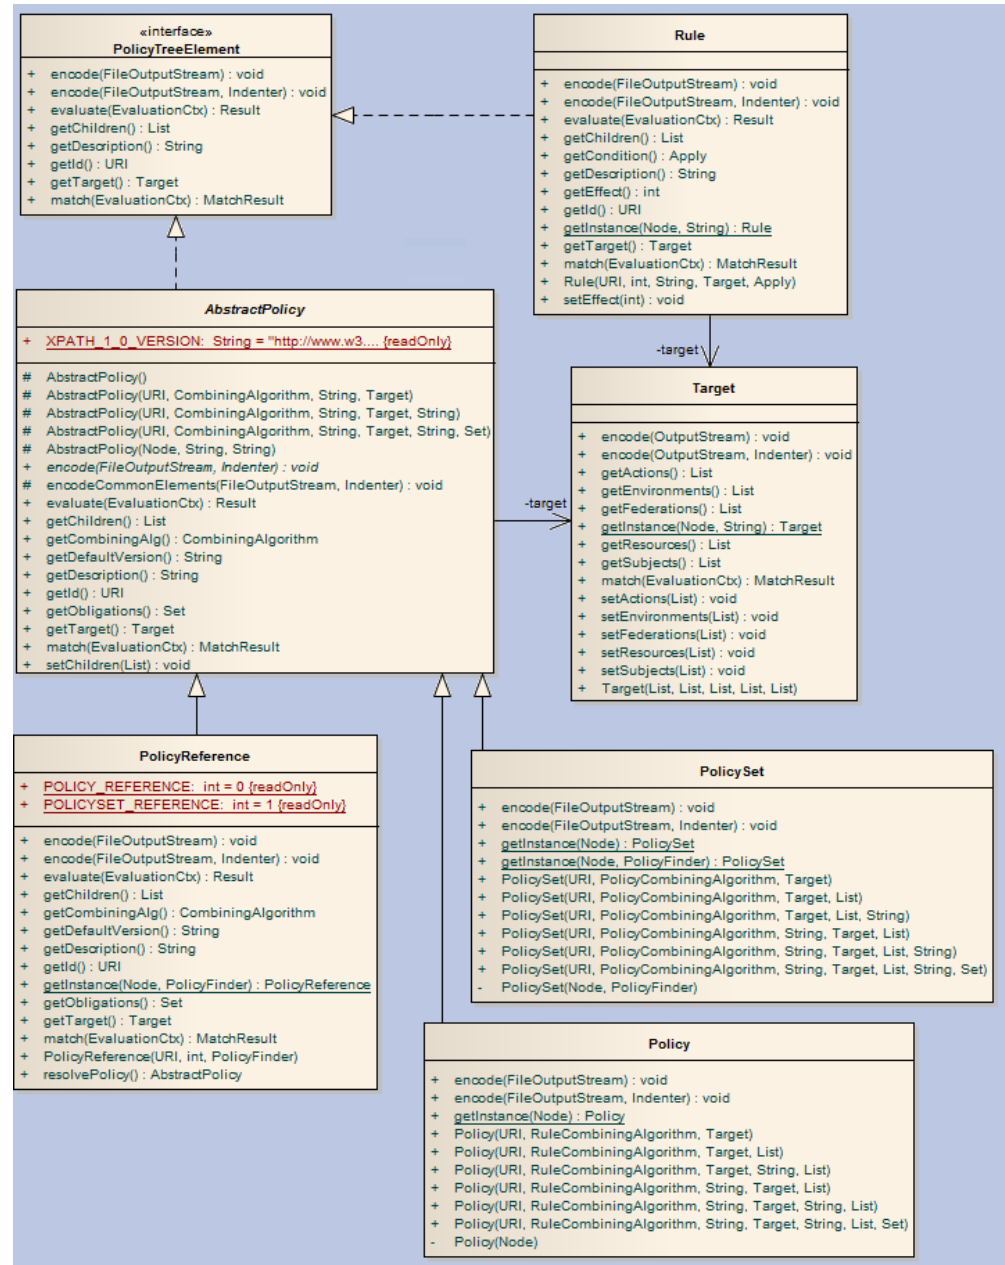 «interface»
PolicyTreeElement
+ encode(FileOutputStream) : void
+ encode(FileOutputStream, Indenter) : void
+ evaluate(EvaluationCtx) : Result
+ getChildren() : List
+ getDescription() : String
+ getId() : URI
+ getTarget() : Target
+ match(EvaluationCtx) : MatchResult
Rule
+ encode(FileOutputStream) : void
+ encode(FileOutputStream, Indenter) : void
+ evaluate(EvaluationCtx) : Result
+ getChildren() : List
+ getCondition() : Apply
+ getDescription() : String
+ getEffect() : int
+ getId() : URI
+ getInstance(Node, String) : Rule
+ getTarget() : Target
+ match(EvaluationCtx) : MatchResult
+ Rule(URI, int, String, Target, Apply)
+ setEffect(int) : void
AbstractPolicy
+ XPATH_1_0_VERSION: String = "http://www.w3.... {readOnly}
# AbstractPolicy()
# AbstractPolicy(URI, CombiningAlgorithm, String, Target)
# AbstractPolicy(URI, CombiningAlgorithm, String, Target, String)
# AbstractPolicy(URI, CombiningAlgorithm, String, Target, String, Set)
# AbstractPolicy(Node, String, String)
+ encode(FileOutputStream, Indenter) : void
# encodeCommonElements(FileOutputStream, Indenter) : void
+ evaluate(EvaluationCtx) : Result
+ getChildren() : List
+ getCombiningAlg() : CombiningAlgorithm
+ getDefaultVersion() : String
+ getDescription() : String
+ getId() : URI
+ getObligations() : Set
+ getTarget() : Target
+ match(EvaluationCtx) : MatchResult
+ setChildren(List) : void
-target
-target
Target
+ encode(OutputStream) : void
+ encode(OutputStream, Indenter) : void
+ getActions() : List
+ getEnvironments() : List
+ getFederations() : List
+ getInstance(Node, String) : Target
+ getResources() : List
+ getSubjects() : List
+ match(EvaluationCtx) : MatchResult
+ setActions(List) : void
+ setEnvironments(List) : void
+ setFederations(List) : void
+ setResources(List) : void
+ setSubjects(List) : void
+ Target(List, List, List, List, List)
PolicyReference
+ POLICY_REFERENCE: int = 0 {readOnly}
+ POLICYSET_REFERENCE: int = 1 {readOnly}
+ encode(FileOutputStream) : void
+ encode(FileOutputStream, Indenter) : void
+ evaluate(EvaluationCtx) : Result
+ getChildren() : List
+ getCombiningAlg() : CombiningAlgorithm
+ getDefaultVersion() : String
+ getDescription() : String
+ getId() : URI
+ getInstance(Node, PolicyFinder) : PolicyReference
+ getObligations() : Set
+ getTarget() : Target
+ match(EvaluationCtx) : MatchResult
+ PolicyReference(URI, int, PolicyFinder)
+ resolvePolicy() : AbstractPolicy
PolicySet
+ encode(FileOutputStream) : void
+ encode(FileOutputStream, Indenter) : void
+ getInstance(Node) : PolicySet
+ getInstance(Node, PolicyFinder) : PolicySet
+ PolicySet(URI, PolicyCombiningAlgorithm, Target)
+ PolicySet(URI, PolicyCombiningAlgorithm, Target, List)
+ PolicySet(URI, PolicyCombiningAlgorithm, Target, List, String)
+ PolicySet(URI, PolicyCombiningAlgorithm, String, Target, List)
+ PolicySet(URI, PolicyCombiningAlgorithm, String, Target, List, String)
+ PolicySet(URI, PolicyCombiningAlgorithm, String, Target, List, String, Set)
- PolicySet(Node, PolicyFinder)
Policy
+ encode(FileOutputStream) : void
+ encode(FileOutputStream, Indenter) : void
+ getInstance(Node) : Policy
+ Policy(URI, RuleCombiningAlgorithm, Target)
+ Policy(URI, RuleCombiningAlgorithm, Target, List)
+ Policy(URI, RuleCombiningAlgorithm, Target, String, List)
+ Policy(URI, RuleCombiningAlgorithm, String, Target, List)
+ Policy(URI, RuleCombiningAlgorithm, String, Target, String, List)
+ Policy(URI, RuleCombiningAlgorithm, String, Target, String, List, Set)
- Policy(Node)